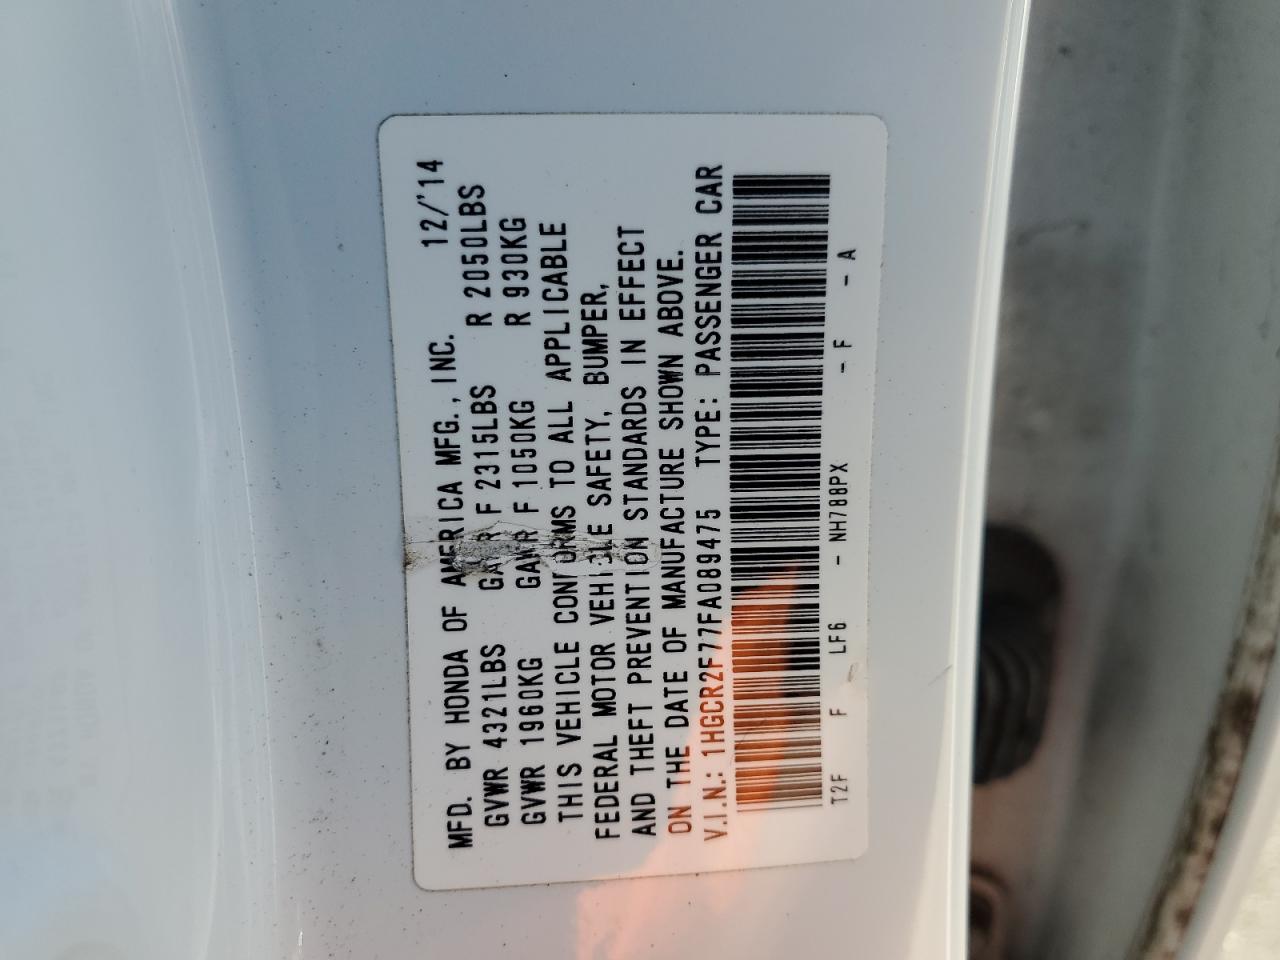 MFD. BY HONDA OF AMERICA MFG.,INC. 12/'14
GVWR 4321LBS GAWR F 2315LBS R 2050LBS
GVWR 1960KG GAWR F 1050KG R 930KG
THIS VEHICLE CONFORMS TO ALL APPLICABLE
FEDERAL MOTOR VEHICLE SAFETY, BUMPER,
AND THEFT PREVENTION STANDARDS IN EFFECT
ON THE DATE OF MANUFACTURE SHOWN ABOVE.
V.I.N.: 1HGCR2F77FA089475 TYPE: PASSENGER CAR
T2F F LF6 - NH788PX - F - A